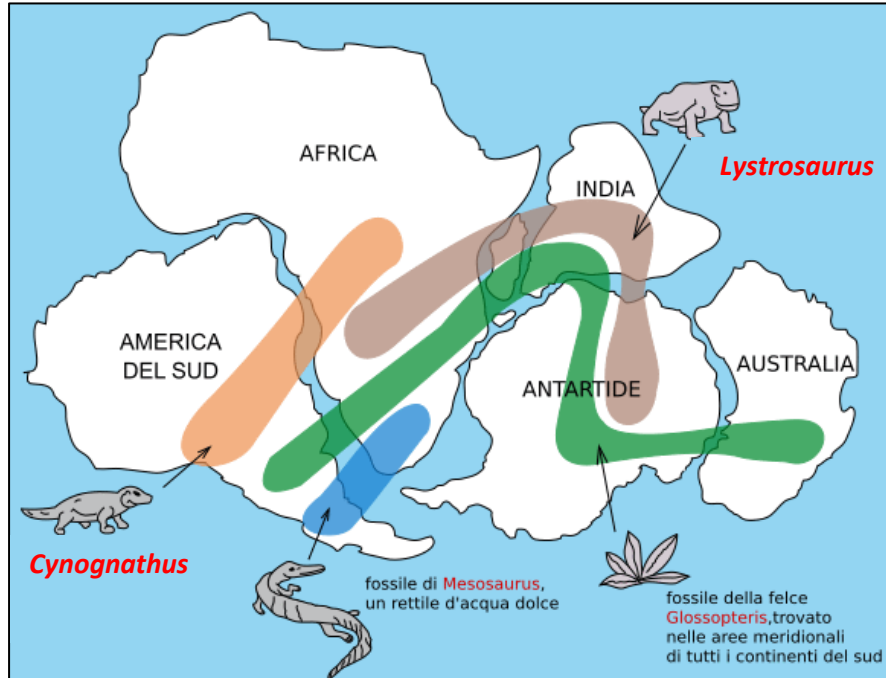 AFRICA
INDIA
Lystrosaurus
AMERICA
DEL SUD
ANTARTIDE
AUSTRALIA
Cynognathus
fossile di Mesosaurus,
un rettile d'acqua dolce
fossile della felce
Glossopteris,trovato
nelle aree meridionali
di tutti i continenti del sud